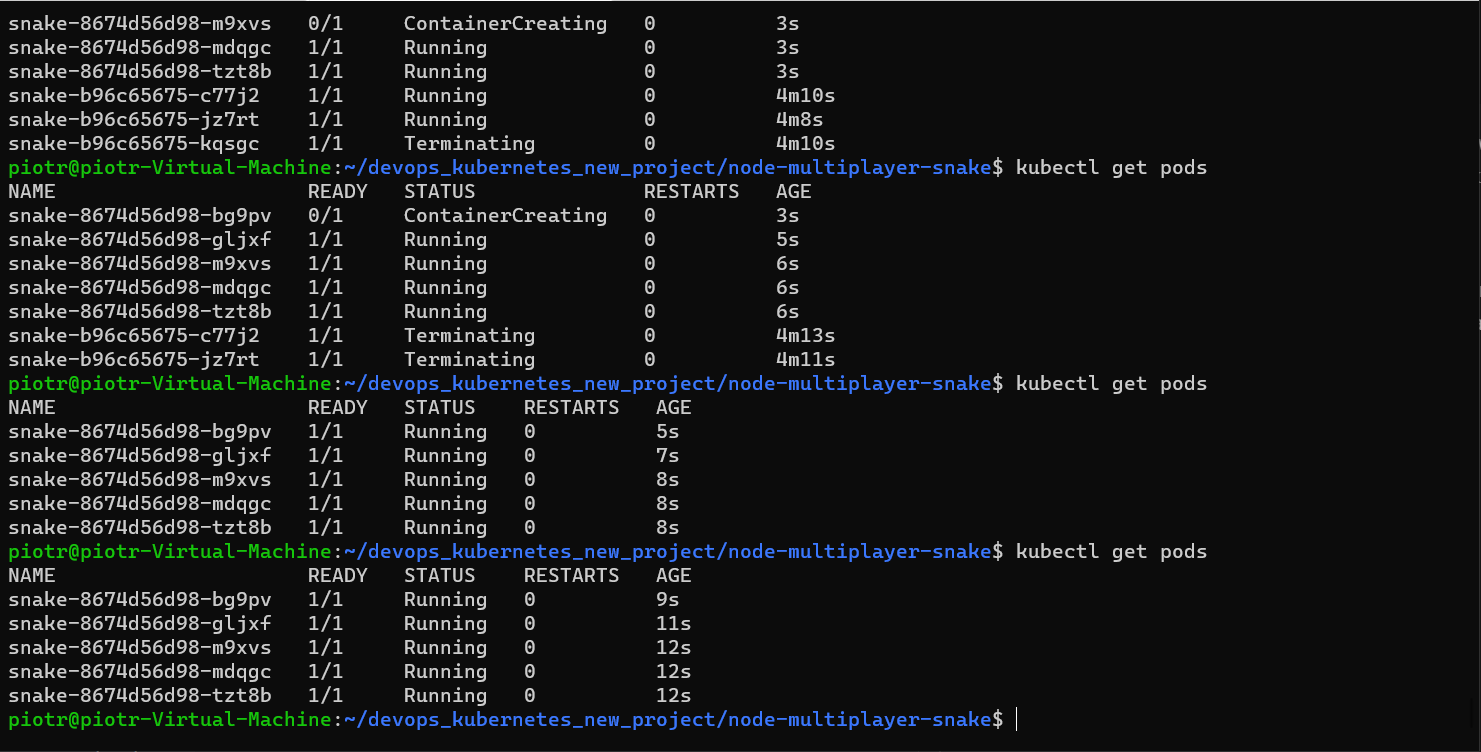 snake-8674d56d98-m9xvs   0/1     ContainerCreating   0          3s
snake-8674d56d98-mdqgc   1/1     Running             0          3s
snake-8674d56d98-tzt8b   1/1     Running             0          3s
snake-b96c65675-c77j2    1/1     Running             0          4m10s
snake-b96c65675-jz7rt    1/1     Running             0          4m8s
snake-b96c65675-kqsgc    1/1     Terminating         0          4m10s
piotr@piotr-Virtual-Machine:~/devops_kubernetes_new_project/node-multiplayer-snake$ kubectl get pods
NAME                     READY   STATUS              RESTARTS   AGE
snake-8674d56d98-bg9pv   0/1     ContainerCreating   0          3s
snake-8674d56d98-gljxf   1/1     Running             0          5s
snake-8674d56d98-m9xvs   1/1     Running             0          6s
snake-8674d56d98-mdqgc   1/1     Running             0          6s
snake-8674d56d98-tzt8b   1/1     Running             0          6s
snake-b96c65675-c77j2    1/1     Terminating         0          4m13s
snake-b96c65675-jz7rt    1/1     Terminating         0          4m11s
piotr@piotr-Virtual-Machine:~/devops_kubernetes_new_project/node-multiplayer-snake$ kubectl get pods
NAME                     READY   STATUS    RESTARTS   AGE
snake-8674d56d98-bg9pv   1/1     Running   0          5s
snake-8674d56d98-gljxf   1/1     Running   0          7s
snake-8674d56d98-m9xvs   1/1     Running   0          8s
snake-8674d56d98-mdqgc   1/1     Running   0          8s
snake-8674d56d98-tzt8b   1/1     Running   0          8s
piotr@piotr-Virtual-Machine:~/devops_kubernetes_new_project/node-multiplayer-snake$ kubectl get pods
NAME                     READY   STATUS    RESTARTS   AGE
snake-8674d56d98-bg9pv   1/1     Running   0          9s
snake-8674d56d98-gljxf   1/1     Running   0          11s
snake-8674d56d98-m9xvs   1/1     Running   0          12s
snake-8674d56d98-mdqgc   1/1     Running   0          12s
snake-8674d56d98-tzt8b   1/1     Running   0          12s
piotr@piotr-Virtual-Machine:~/devops_kubernetes_new_project/node-multiplayer-snake$